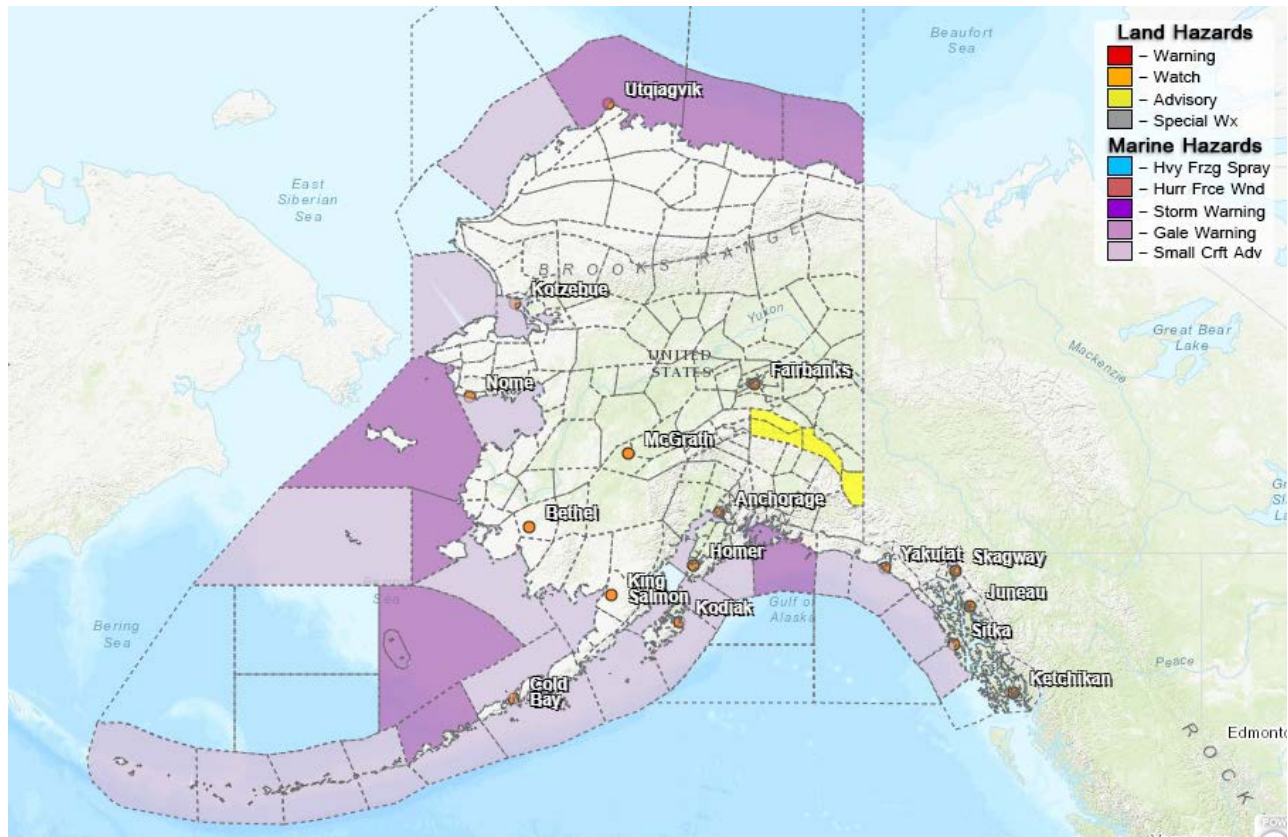 Land Hazards
– Warning
– Watch
– Advisory
– Special Wx
Marine Hazards
– Hvy Frzg Spray
– Hurr Frce Wnd
– Storm Warning
– Gale Warning
– Small Crft Adv
Beaufort
Sea
Utqiagvik
East
Siberian
Sea
BROOKS RANGE
Kotzebue
Yukon
Great Bear
Lake
Mackenzie
UNITED
STATES
Fairbanks
Nome
McGrath
Anchorage
Bethel
Homer
Yakutat
Skagway
King
Salmon
Juneau
Kodiak
Gulf of
Alaska
Sea
Bering
Sea
Sitka
Peace
Ketchikan
Cold
Bay
Edmonto
ROCK